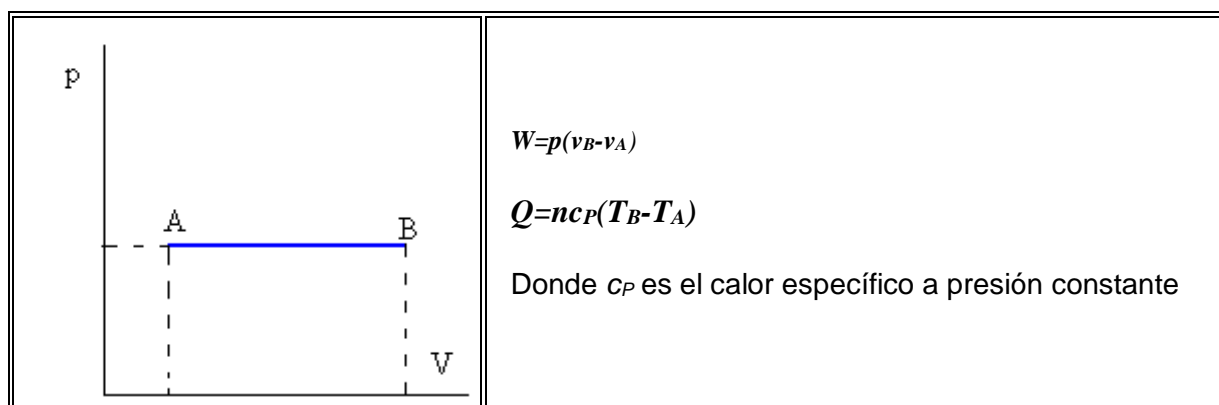 p
A
B
V
W=p(vB-vA)
Q=ncP(TB-TA)
Donde cP es el calor específico a presión constante